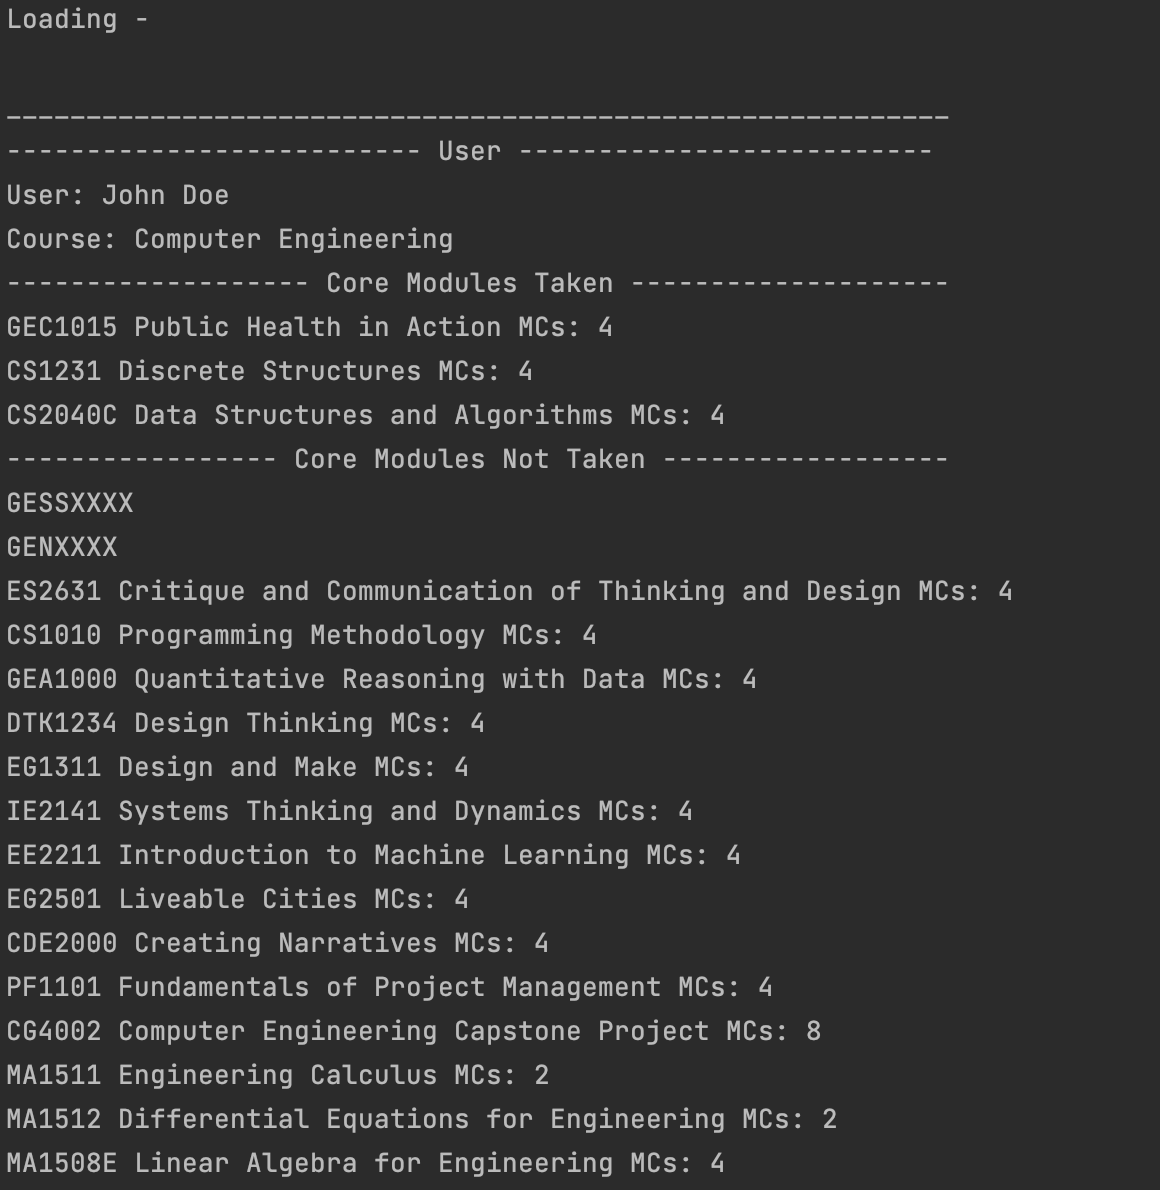 Loading -
___________________________________________________________
-------------------------- User --------------------------
User: John Doe
Course: Computer Engineering
------------------- Core Modules Taken --------------------
GEC1015 Public Health in Action MCs: 4
CS1231 Discrete Structures MCs: 4
CS2040C Data Structures and Algorithms MCs: 4
----------------- Core Modules Not Taken ------------------
GESSXXXX
GENXXXX
ES2631 Critique and Communication of Thinking and Design MCs: 4
CS1010 Programming Methodology MCs: 4
GEA1000 Quantitative Reasoning with Data MCs: 4
DTK1234 Design Thinking MCs: 4
EG1311 Design and Make MCs: 4
IE2141 Systems Thinking and Dynamics MCs: 4
EE2211 Introduction to Machine Learning MCs: 4
EG2501 Liveable Cities MCs: 4
CDE2000 Creating Narratives MCs: 4
PF1101 Fundamentals of Project Management MCs: 4
CG4002 Computer Engineering Capstone Project MCs: 8
MA1511 Engineering Calculus MCs: 2
MA1512 Differential Equations for Engineering MCs: 2
MA1508E Linear Algebra for Engineering MCs: 4